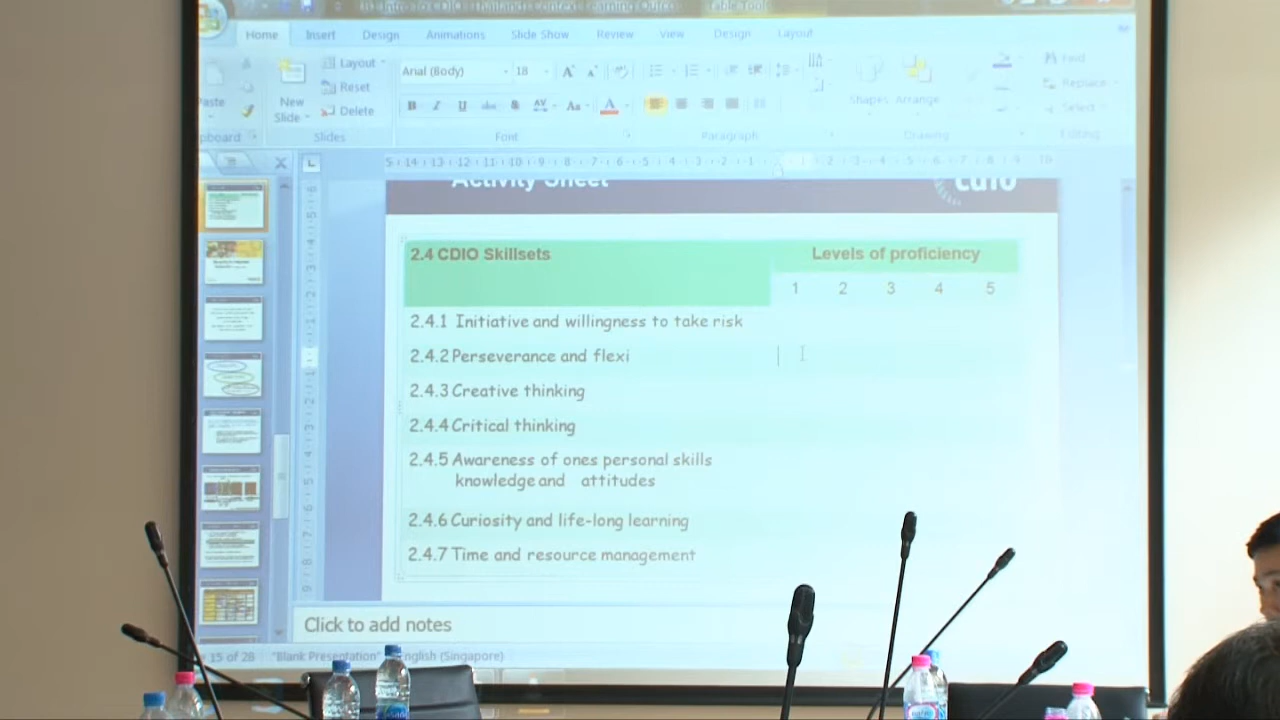 Home Insert Design Animations Slide Show Review View Design Layout
Layout
Reset
Delete
Paste
New
Slide
Slides
Arial (Body) 18
B I U abc S AV Aa A
Font
Paragraph
Shapes Arrange
Drawing
Find
Replace
Select
Editing
Activity Sheet
cdio
2.4 CDIO Skillsets Levels of proficiency
1 2 3 4 5
2.4.1 Initiative and willingness to take risk
2.4.2 Perseverance and flexi
2.4.3 Creative thinking
2.4.4 Critical thinking
2.4.5 Awareness of ones personal skills
knowledge and attitudes
2.4.6 Curiosity and life-long learning
2.4.7 Time and resource management
Click to add notes
15 of 28 "Blank Presentation" English (Singapore)